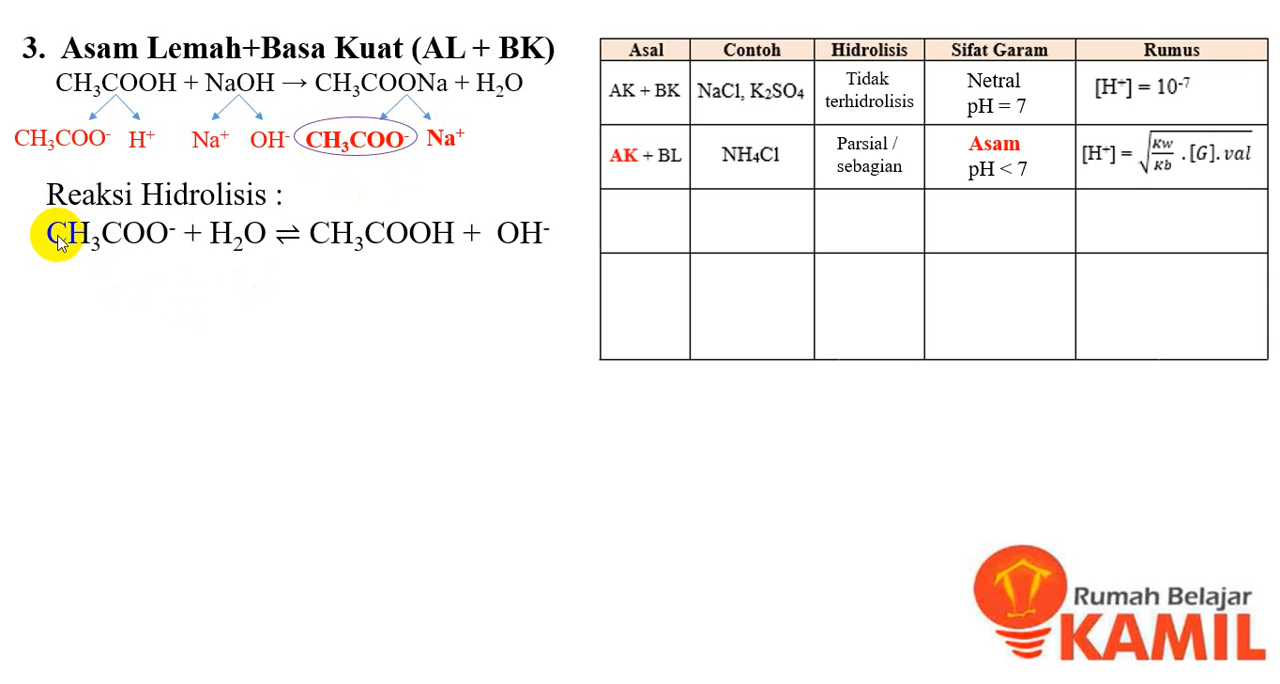 3. Asam Lemah+Basa Kuat (AL + BK)
CH₃COOH + NaOH → CH₃COONa + H₂O
CH₃COO⁻ H⁺ Na⁺ OH⁻ CH₃COO⁻ Na⁺
Reaksi Hidrolisis :
CH₃COO⁻ + H₂O ⇌ CH₃COOH + OH⁻
Asal Contoh Hidrolisis Sifat Garam Rumus
AK + BK NaCl, K₂SO₄ Tidak terhidrolisis Netral pH = 7 [H⁺] = 10⁻⁷
AK + BL NH₄Cl Parsial / sebagian Asam pH < 7 [H⁺] = √(Kw/Kb . [G]. val)
Rumah Belajar
KAMIL